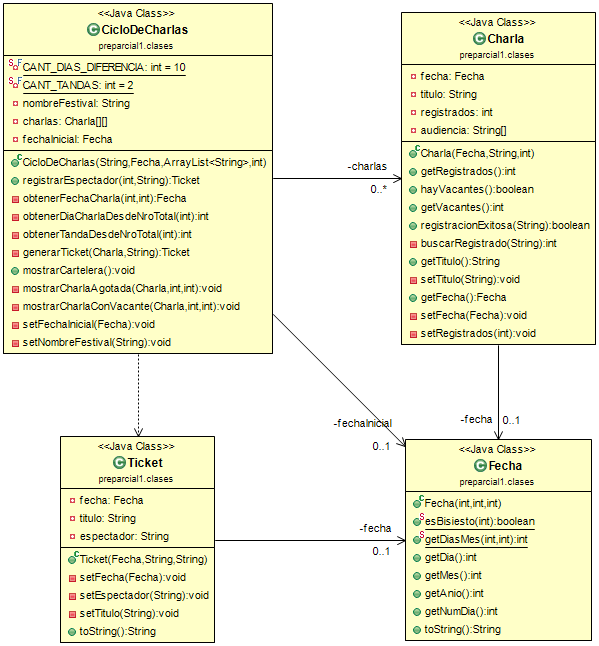 <<Java Class>>
CicloDeCharlas
preparcial1.clases
CANT_DIAS_DIFERENCIA: int = 10
CANT_TANDAS: int = 2
nombreFestival: String
charlas: Charla[][]
fechaInicial: Fecha
CicloDeCharlas(String,Fecha,ArrayList<String>,int)
registrarEspectador(int,String):Ticket
obtenerFechaCharla(int,int):Fecha
obtenerDiaCharlaDesdeNroTotal(int):int
obtenerTandaDesdeNroTotal(int):int
generarTicket(Charla,String):Ticket
mostrarCartelera():void
mostrarCharlaAgotada(Charla,int,int):void
mostrarCharlaConVacante(Charla,int,int):void
setFechaInicial(Fecha):void
setNombreFestival(String):void
-charlas
0..*
<<Java Class>>
Charla
preparcial1.clases
fecha: Fecha
titulo: String
registrados: int
audiencia: String[]
Charla(Fecha,String,int)
getRegistrados():int
hayVacantes():boolean
getVacantes():int
registracionExitosa(String):boolean
buscarRegistrado(String):int
getTitulo():String
setTitulo(String):void
getFecha():Fecha
setFecha(Fecha):void
setRegistrados(int):void
-fechaInicial
0..1
-fecha
0..1
<<Java Class>>
Ticket
preparcial1.clases
fecha: Fecha
titulo: String
espectador: String
Ticket(Fecha,String,String)
setFecha(Fecha):void
setEspectador(String):void
setTitulo(String):void
toString():String
-fecha
0..1
<<Java Class>>
Fecha
preparcial1.clases
Fecha(int,int,int)
esBisiesto(int):boolean
getDiasMes(int,int):int
getDia():int
getMes():int
getAnio():int
getNumDia():int
toString():String